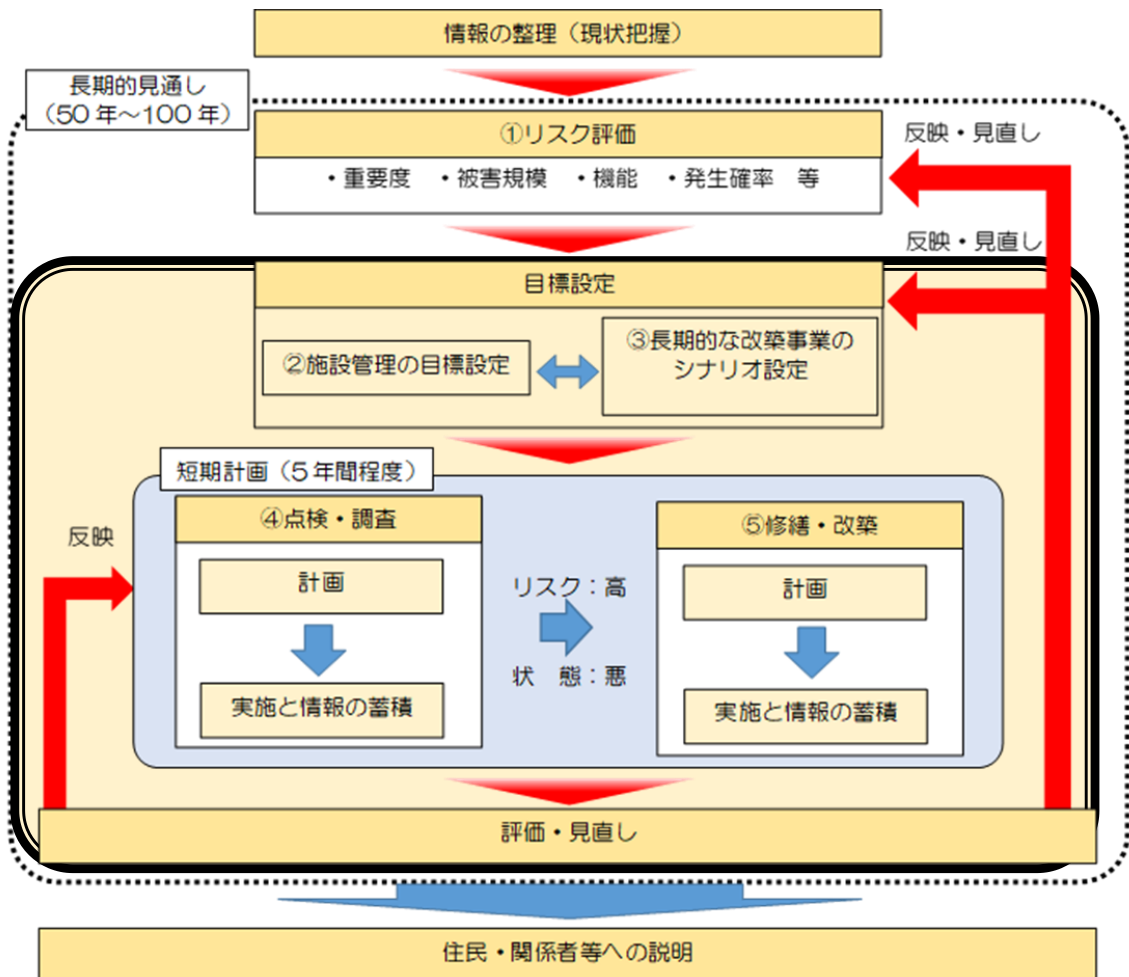 情報の整理（現状把握）
長期的見通し
（50年～100年）
①リスク評価
・重要度　・被害規模　・機能　・発生確率　等
反映・見直し
反映・見直し
目標設定
②施設管理の目標設定
③長期的な改築事業の
シナリオ設定
短期計画（5年間程度）
反映
④点検・調査
計画
実施と情報の蓄積
リスク：高
状　態：悪
⑤修繕・改築
計画
実施と情報の蓄積
評価・見直し
住民・関係者等への説明